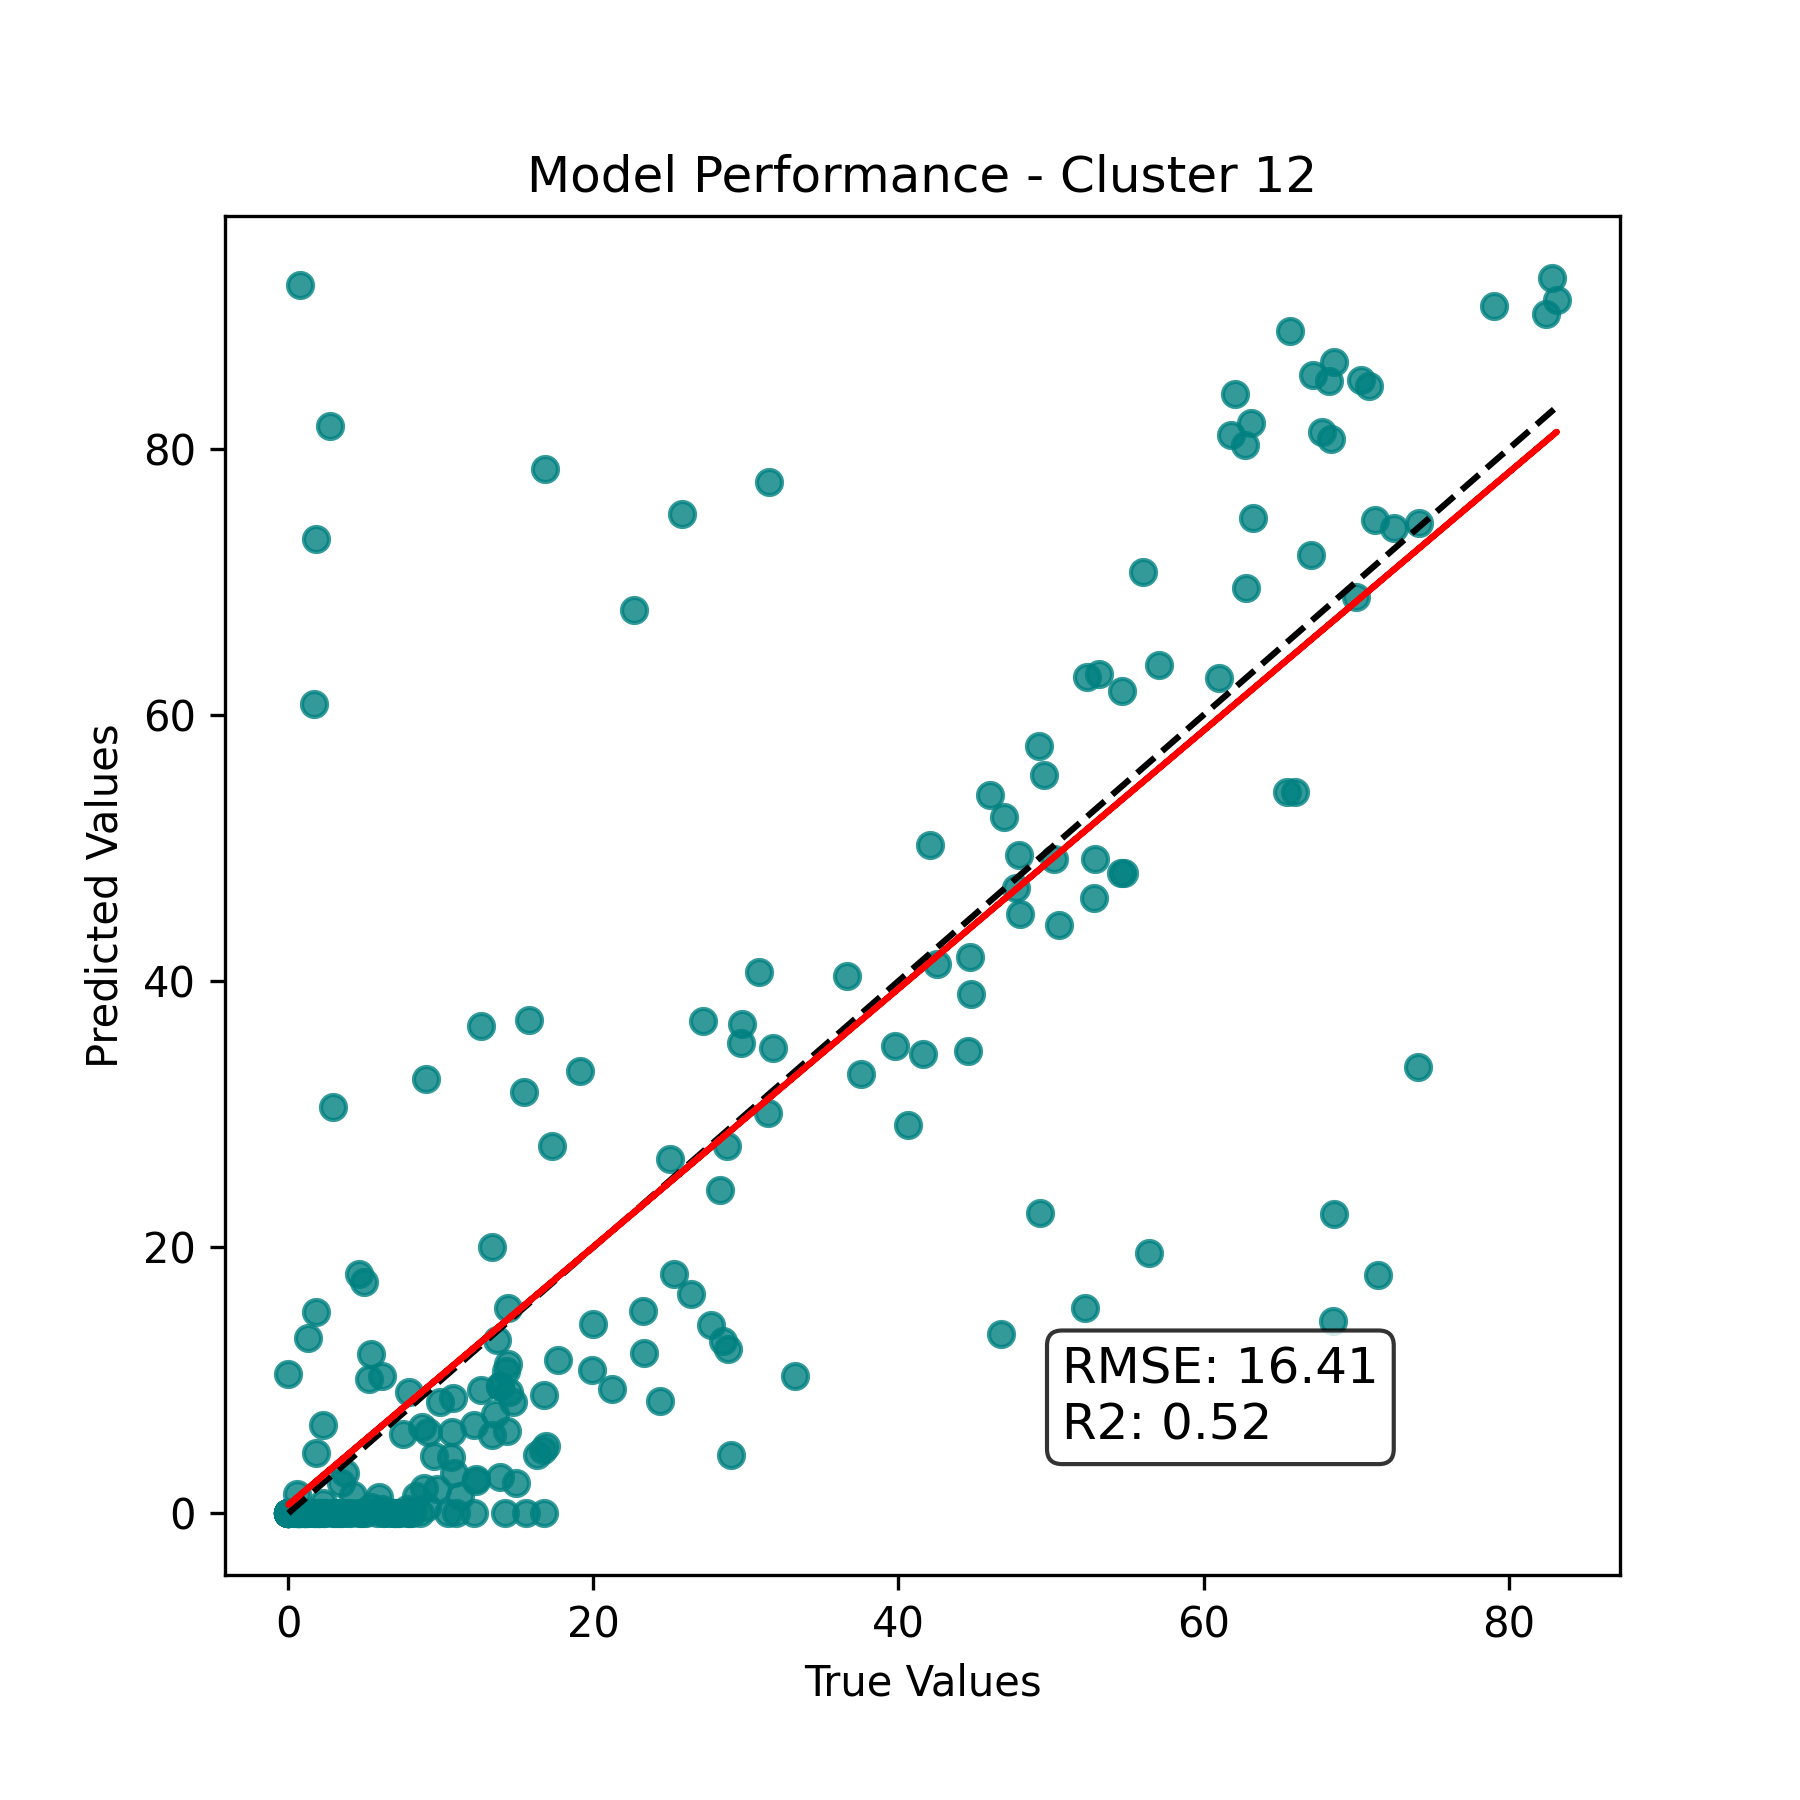 Model Performance - Cluster 12
Predicted Values
80
60
40
20
0
RMSE: 16.41
R2: 0.52
0 20 40 60 80
True Values